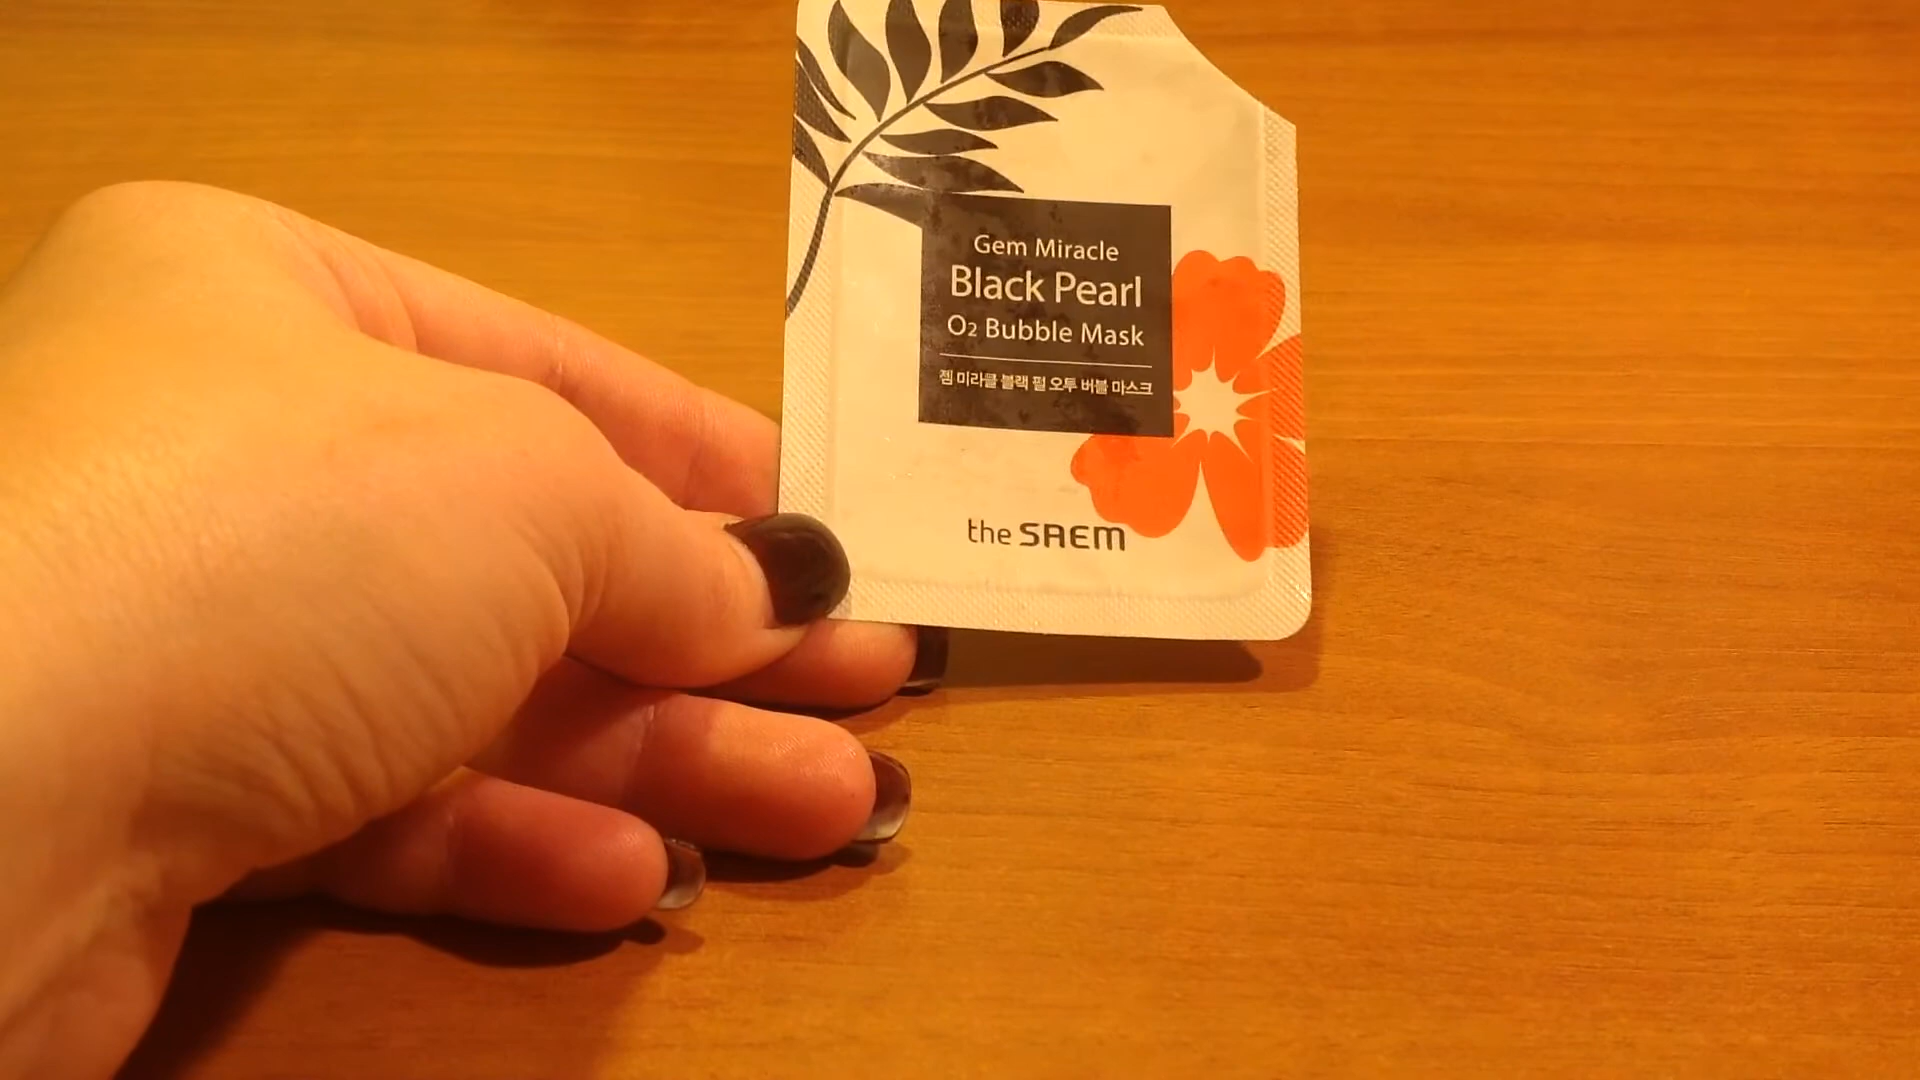 Gem Miracle
Black Pearl
O₂ Bubble Mask
젬 미라클 블랙 펄 오투 버블 마스크
the SAEM